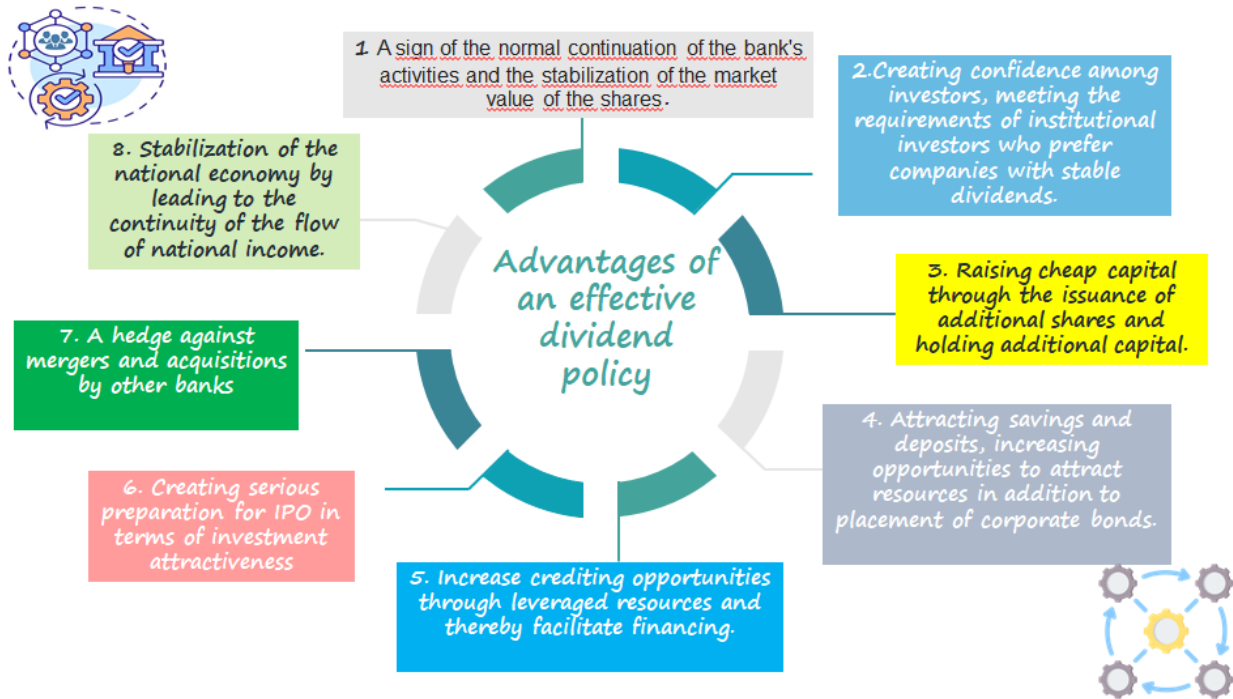 1. A sign of the normal continuation of the bank's
activities and the stabilization of the market
value of the shares.
2.Creating confidence among
investors, meeting the
requirements of institutional
investors who prefer
companies with stable
dividends.
3. Raising cheap capital
through the issuance of
additional shares and
holding additional capital.
4. Attracting savings and
deposits, increasing
opportunities to attract
resources in addition to
placement of corporate bonds.
5. Increase crediting opportunities
through leveraged resources and
thereby facilitate financing.
6. Creating serious
preparation for IPO in
terms of investment
attractiveness
7. A hedge against
mergers and acquisitions
by other banks
8. Stabilization of the
national economy by
leading to the
continuity of the flow
of national income.
Advantages of
an effective
dividend
policy